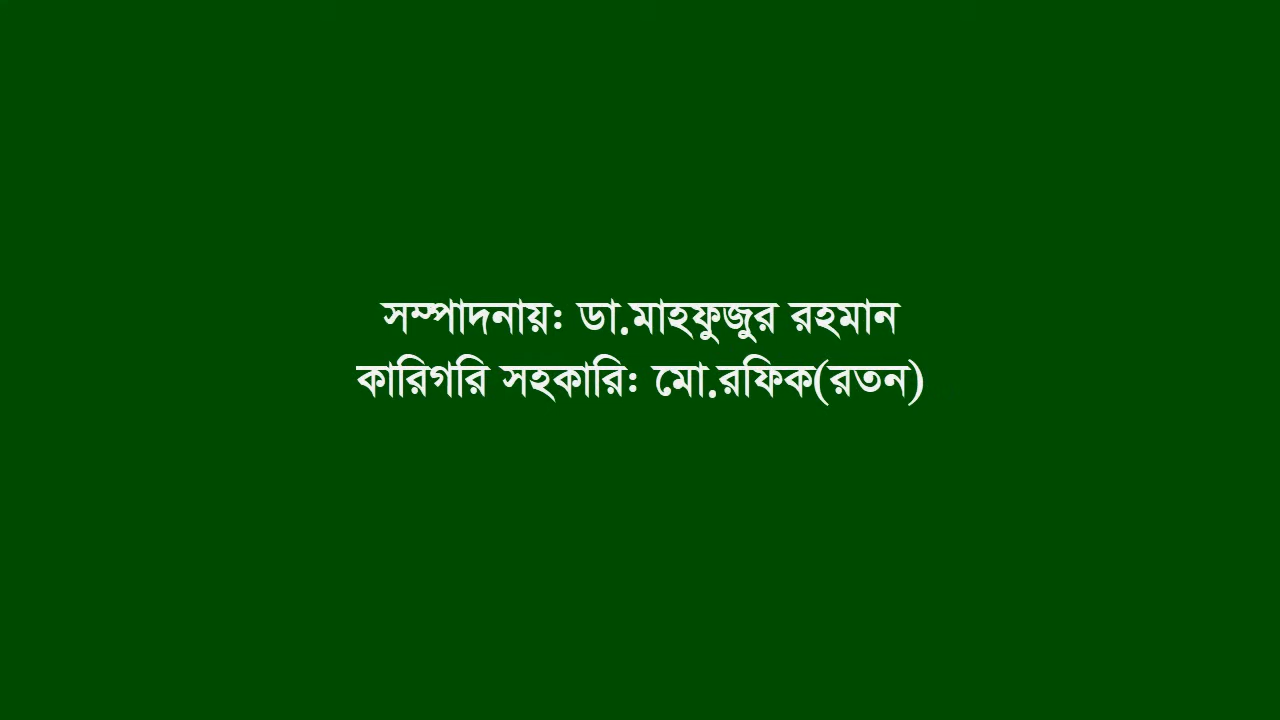 সম্পাদনায়: ডা.মাহফুজুর রহমান
কারিগরি সহকারি: মো.রফিক(রতন)